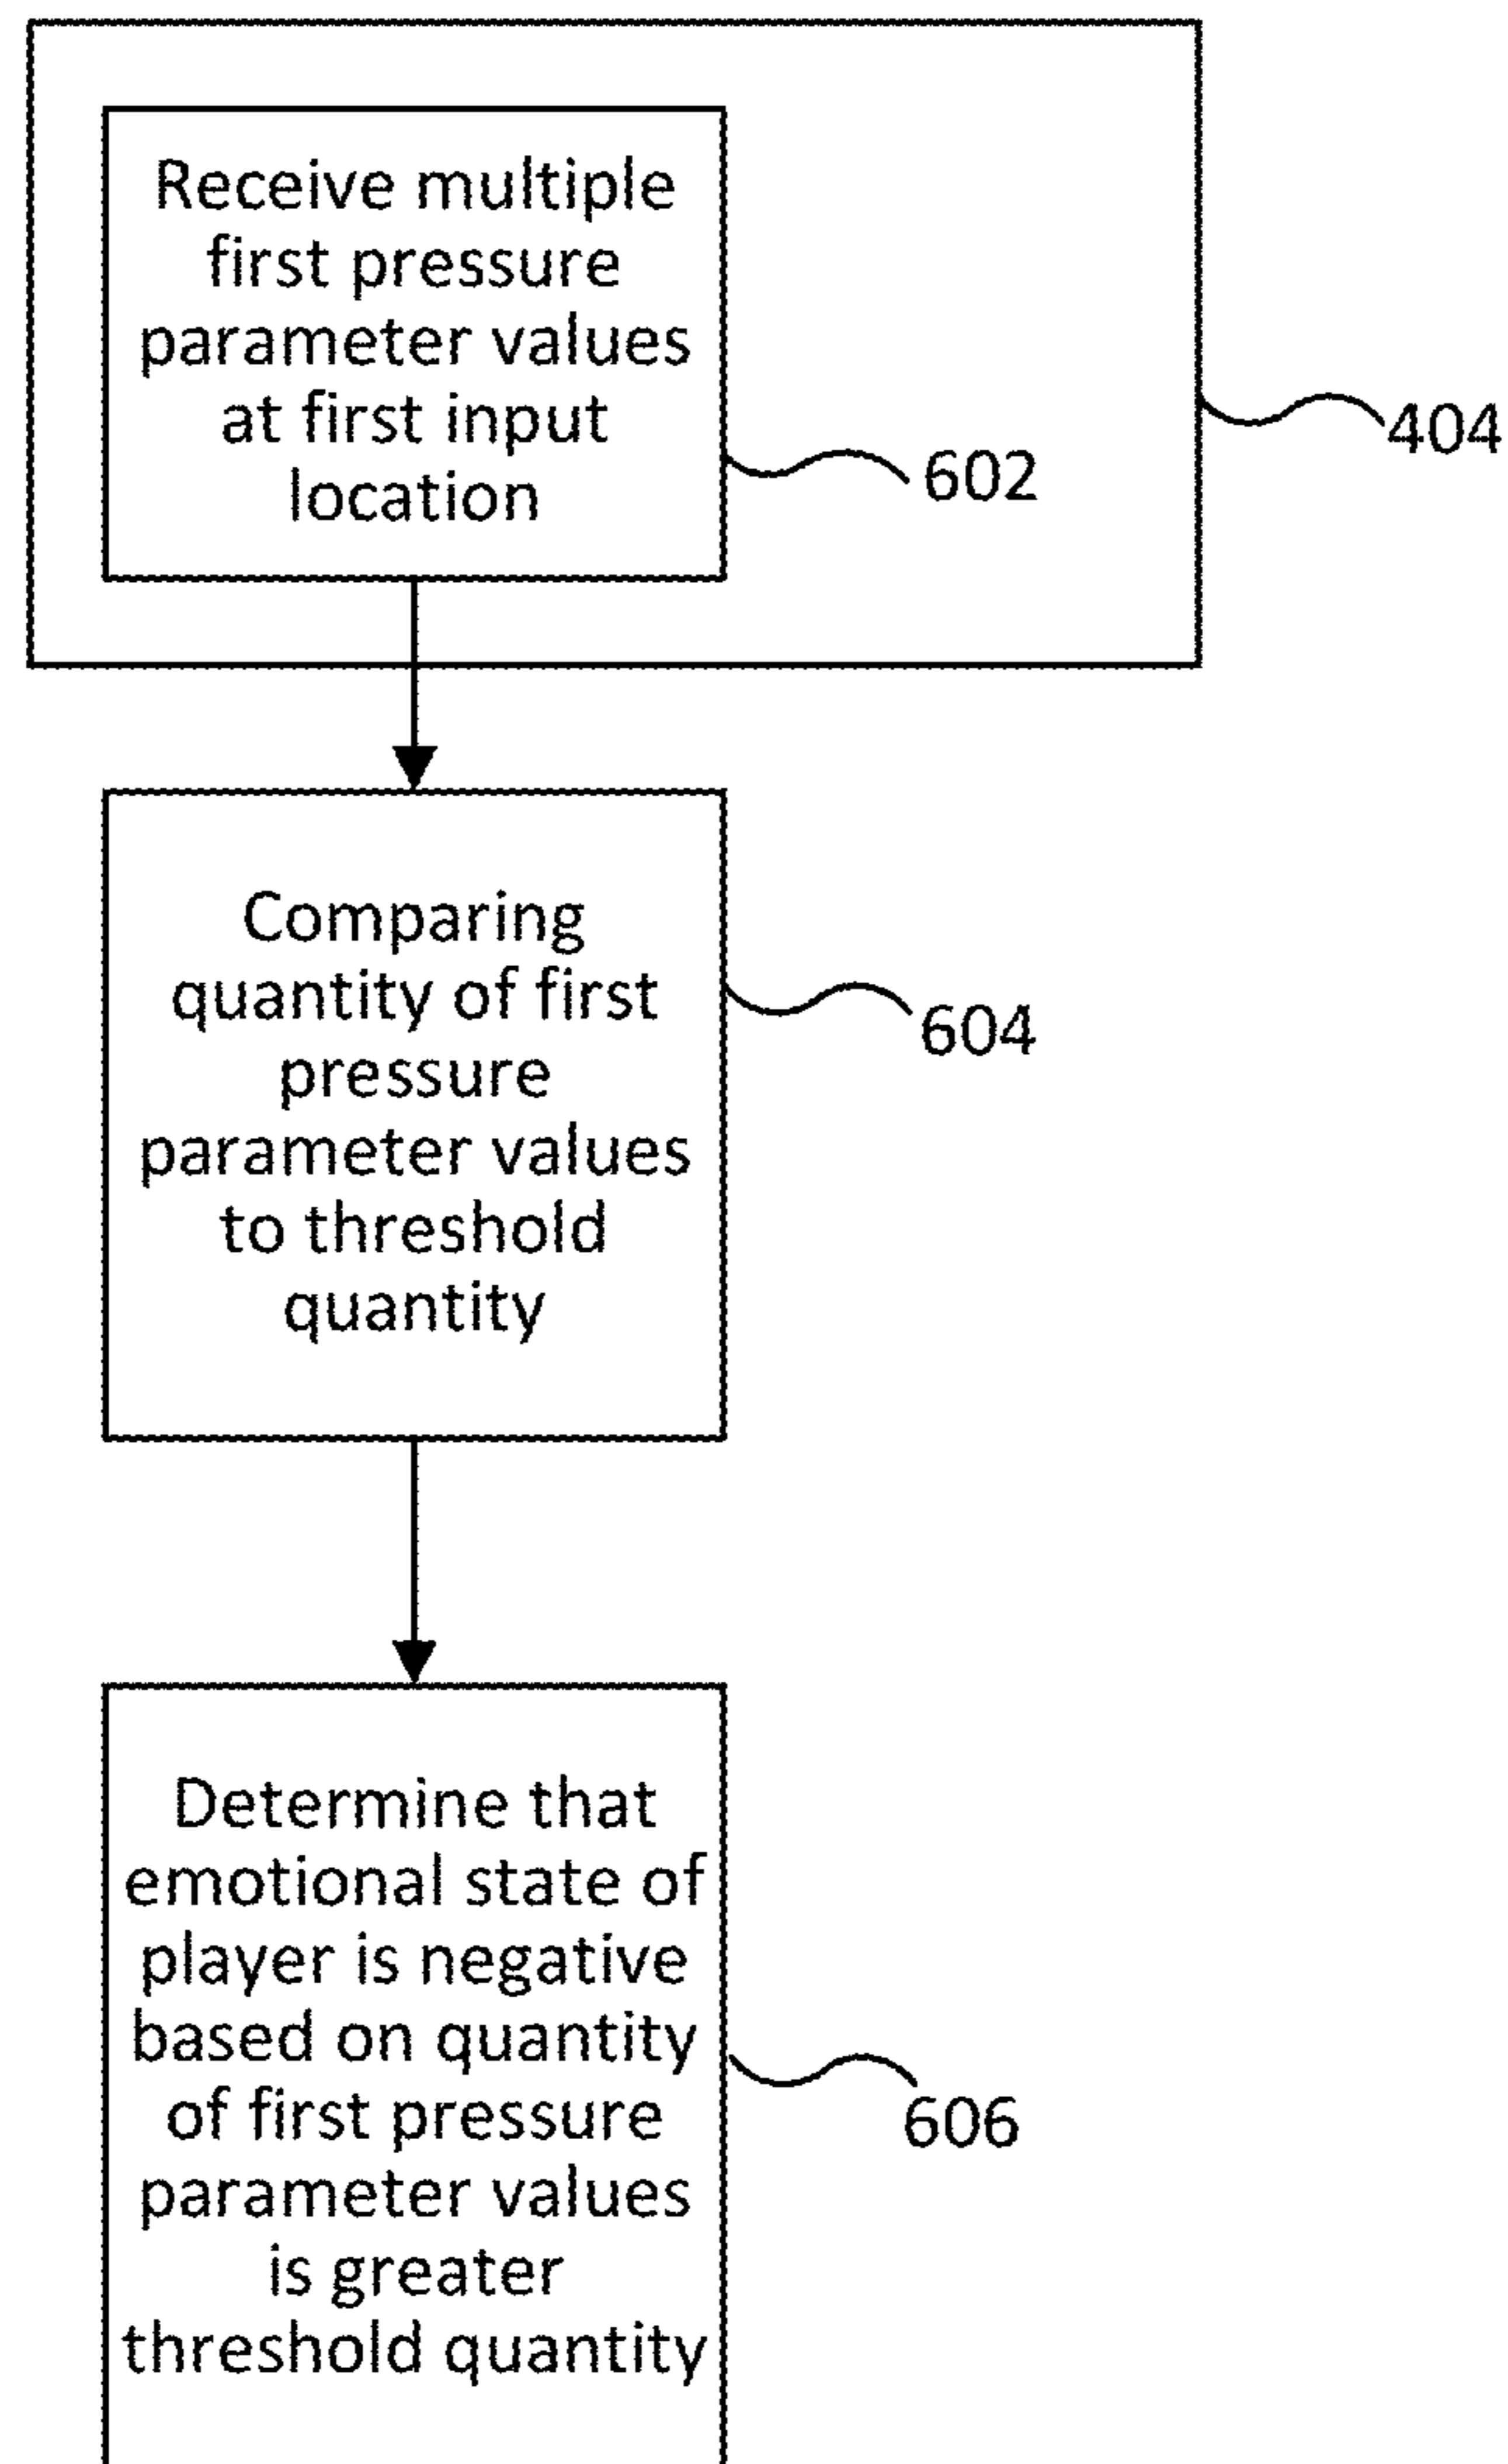 Receive multiple
first pressure
parameter values
at first input
location
602
404
Comparing
quantity of first
pressure
parameter values
to threshold
quantity
604
Determine that
emotional state of
player is negative
based on quantity
of first pressure
parameter values
is greater
threshold quantity
606